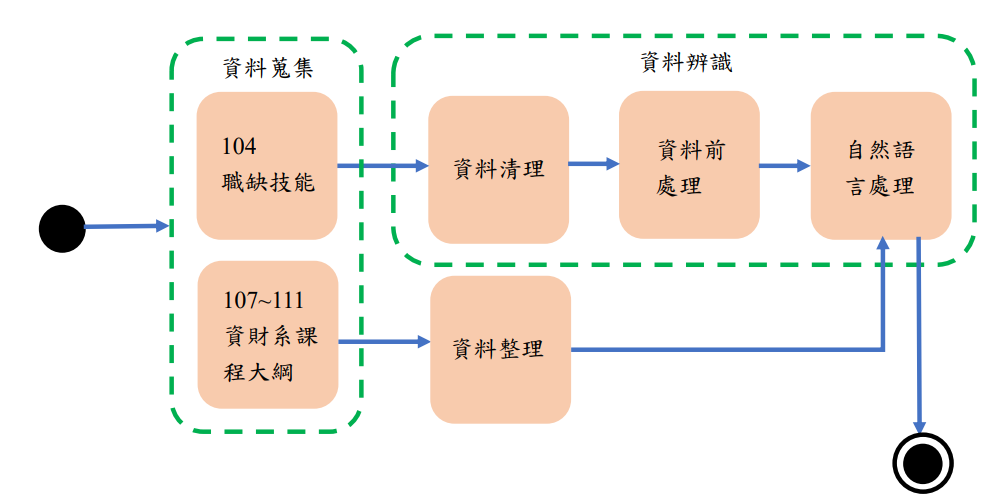 資料蒐集
104
職缺技能
107~111
資財系課
程大綱
資料辨識
資料清理
資料前
處理
自然語
言處理
資料整理